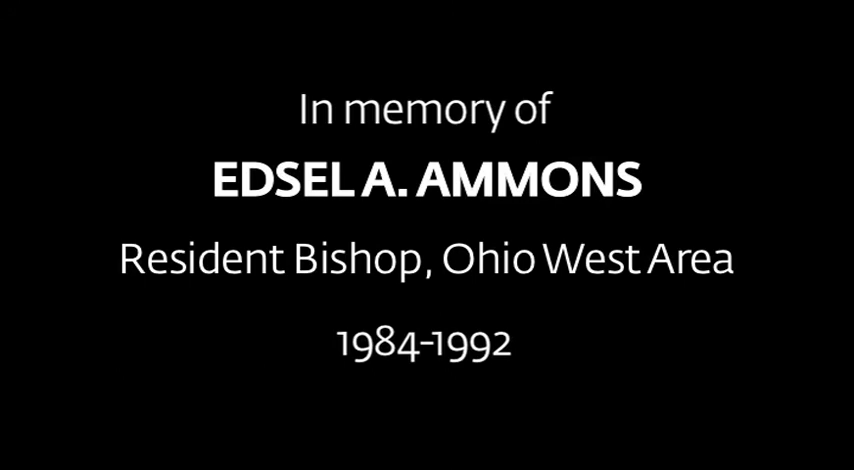 In memory of
EDSEL A. AMMONS
Resident Bishop, Ohio West Area
1984-1992